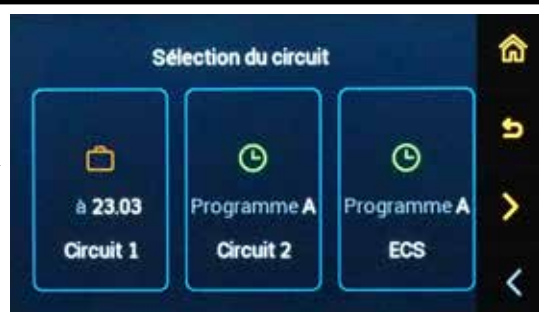 Sélection du circuit
à 23.03
Circuit 1
Programme A
Circuit 2
Programme A
ECS